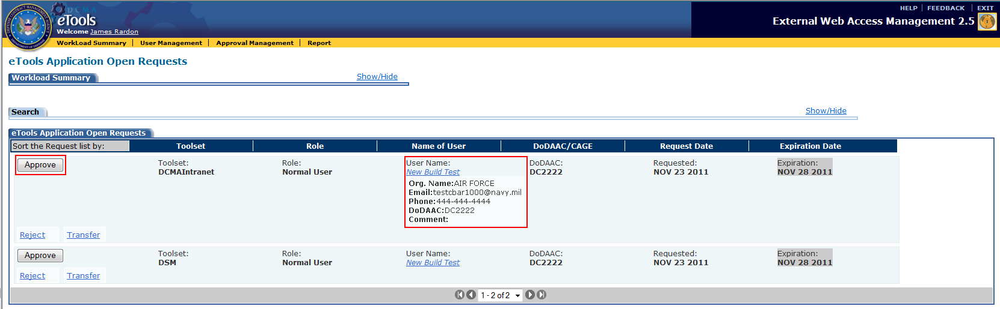 HELP | FEEDBACK | EXIT
DCMA
eTools
External Web Access Management 2.5
Welcome James Rardon
WorkLoad Summary | User Management | Approval Management | Report
eTools Application Open Requests
Workload Summary Show/Hide
Search Show/Hide
eTools Application Open Requests
Sort the Request list by: Toolset Role Name of User DoDAAC/CAGE Request Date Expiration Date
Approve Toolset: Role: User Name: DoDAAC: Requested: Expiration:
DCMAIntranet Normal User New Build Test DC2222 NOV 23 2011 NOV 28 2011
Org. Name:AIR FORCE
Email:testcbar1000@navy.mil
Phone:444-444-4444
DoDAAC:DC2222
Comment:
Reject Transfer
Approve Toolset: Role: User Name: DoDAAC: Requested: Expiration:
DSM Normal User New Build Test DC2222 NOV 23 2011 NOV 28 2011
Reject Transfer
1 - 2 of 2